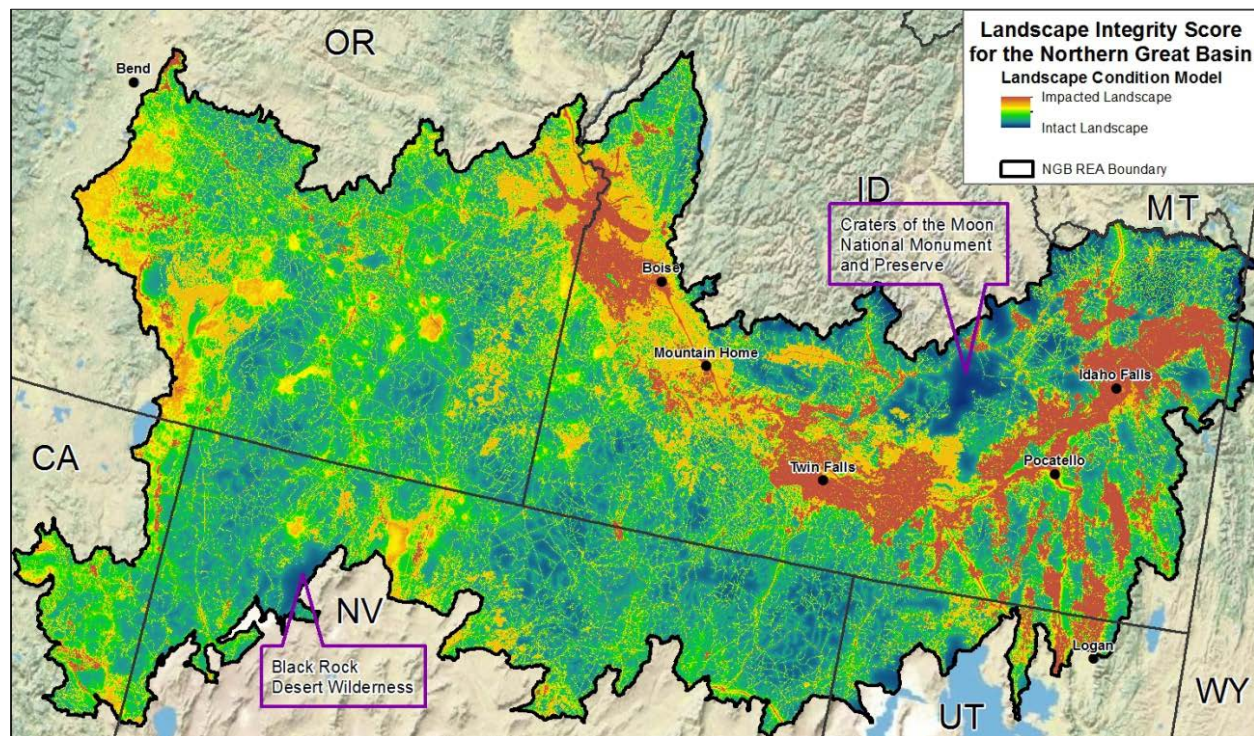 Landscape Integrity Score
for the Northern Great Basin
Landscape Condition Model
Impacted Landscape
Intact Landscape
NGB REA Boundary
OR
Bend
ID
MT
Craters of the Moon
National Monument
and Preserve
Boise
Mountain Home
Idaho Falls
CA
Twin Falls
Pocatello
NV
Black Rock
Desert Wilderness
Logan
WY
UT